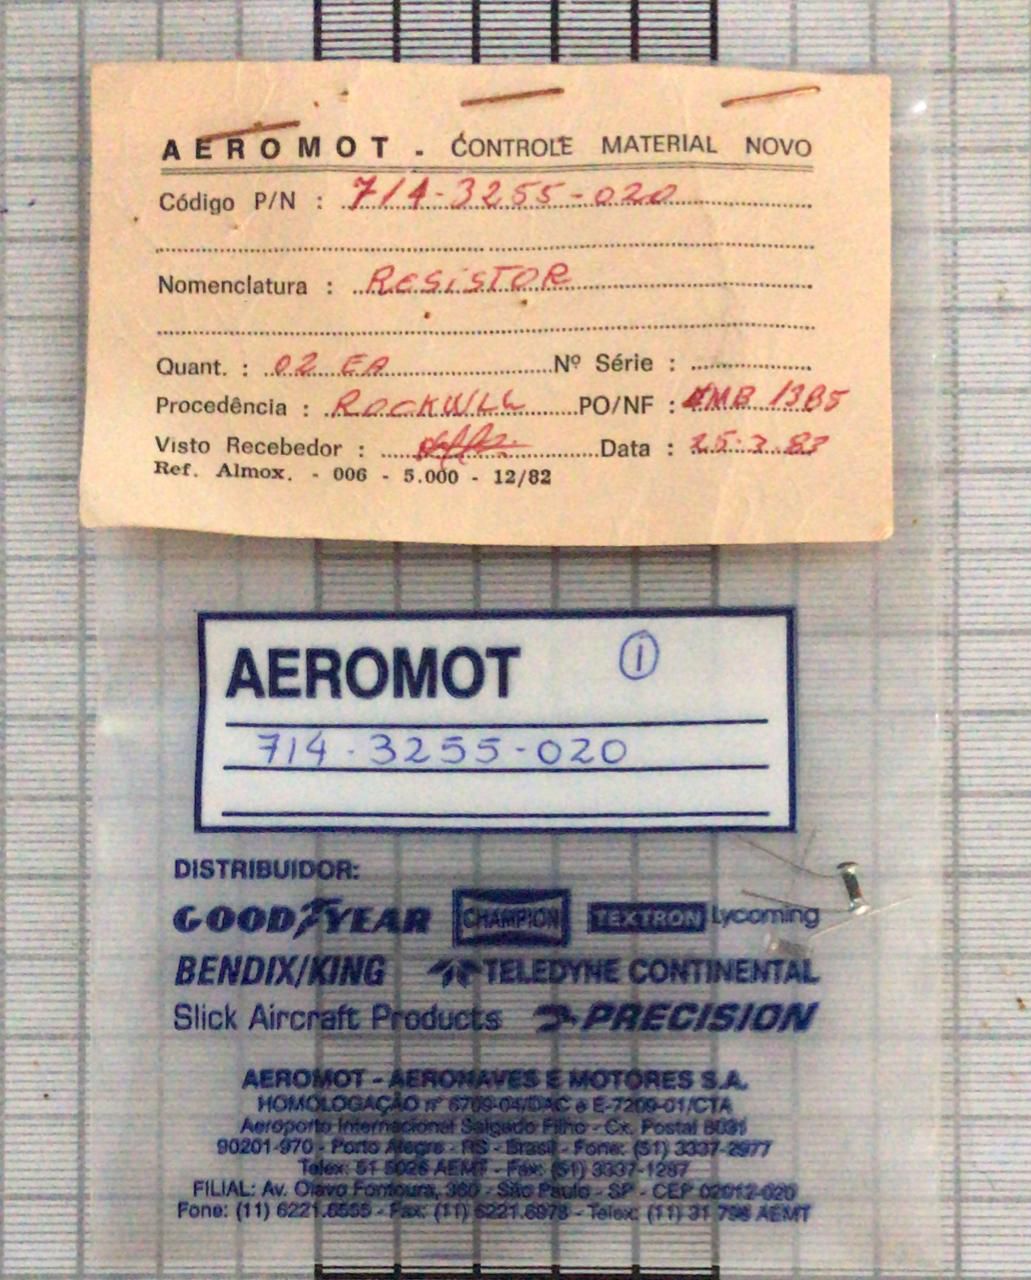 AEROMOT - CONTROLE MATERIAL NOVO
Código P/N : 714-3255-020
Nomenclatura : RESISTOR
Quant. : 02 EA Nº Série :
Procedência : ROCKWLL PO/NF : 1385
Visto Recebedor : Data :
Ref. Almox. - 006 - 5.000 - 12/82
AEROMOT 1
714-3255-020
DISTRIBUIDOR:
GOODYEAR CHAMPION TEXTRON Lycoming
BENDIX/KING TELEDYNE CONTINENTAL
Slick Aircraft Products PRECISION
AEROMOT - AERONAVES E MOTORES S.A.
HOMOLOGAÇÃO nº 6709-04/DAC e E-7209-01/CTA
Aeroporto Internacional Salgado Filho - Cx. Postal 8031
90201-970 - Porto Alegre - RS - Brasil - Fone: (51) 3337-2977
Telex: 51 5026 AEMT - Fax: (51) 3337-1287
FILIAL: Av. Olavo Fontoura, 360 - São Paulo - SP - CEP 02012-020
Fone: (11) 6221.6555 - Fax: (11) 6221.6978 - Telex: (11) 31 798 AEMT